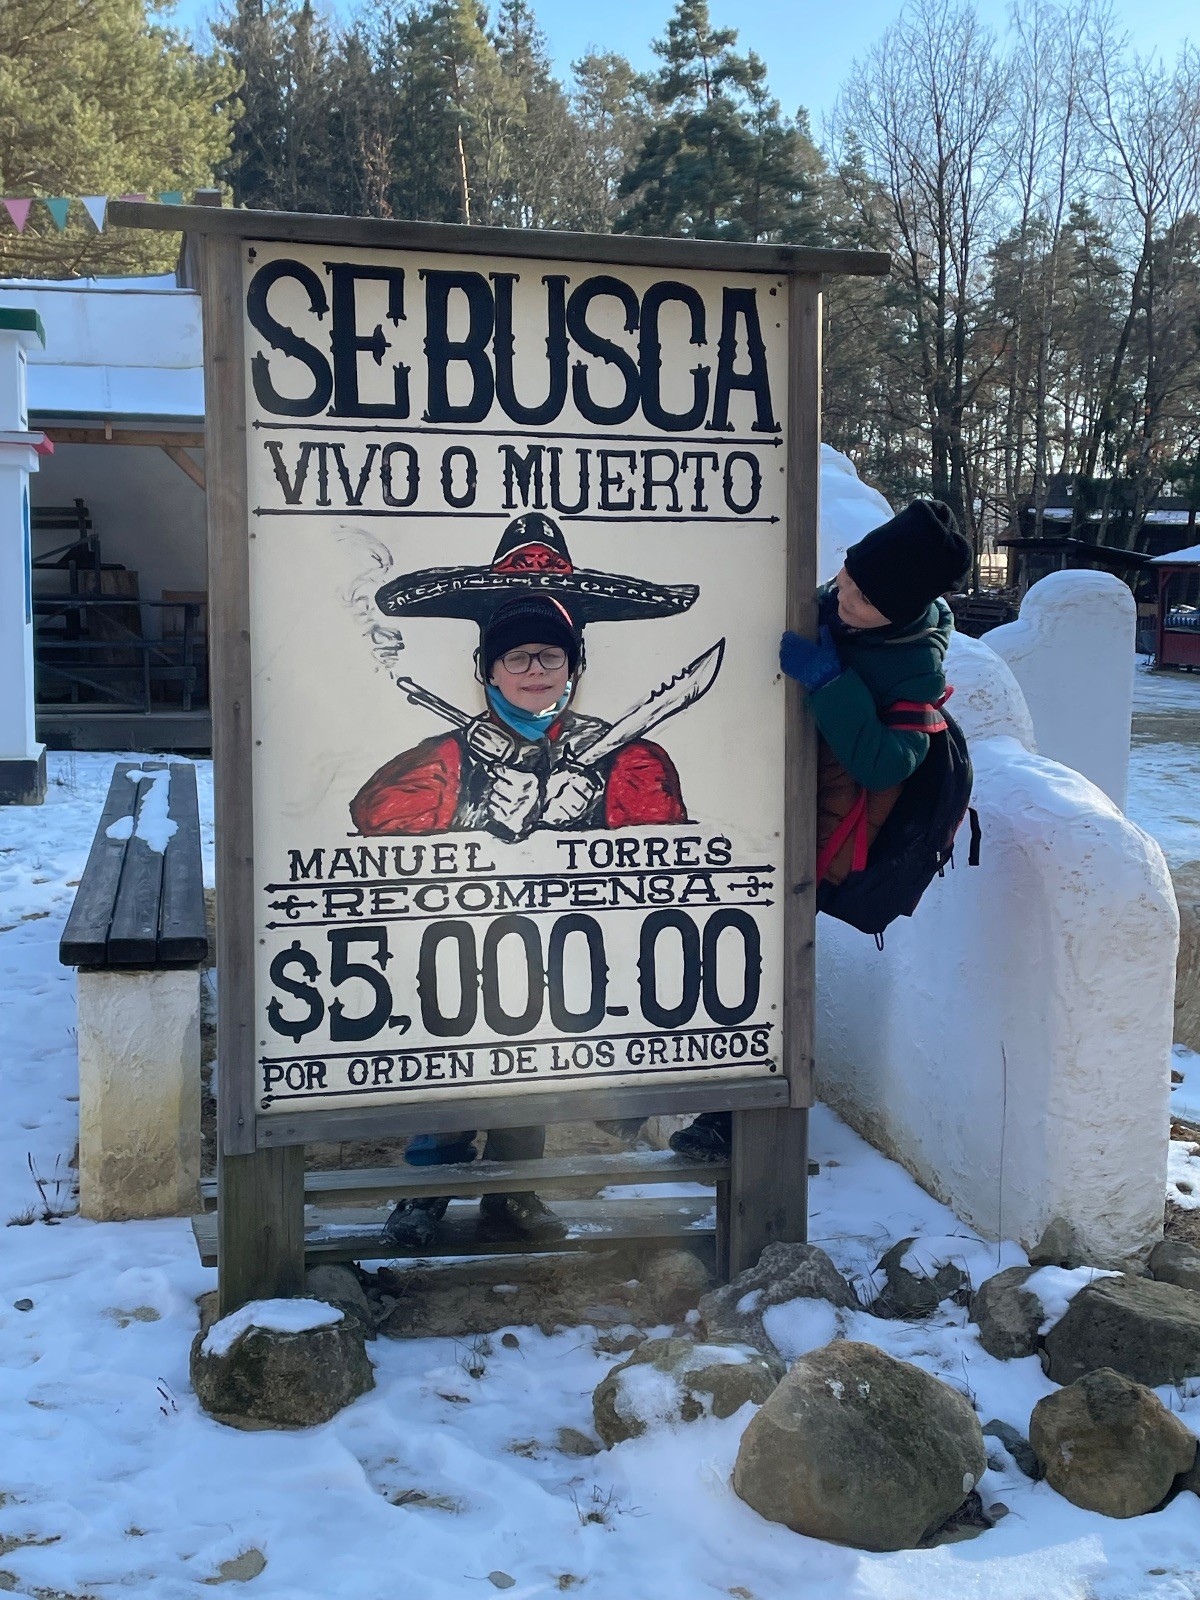 SE BUSCA
VIVO O MUERTO
MANUEL TORRES
RECOMPENSA
$5,000.00
POR ORDEN DE LOS GRINGOS